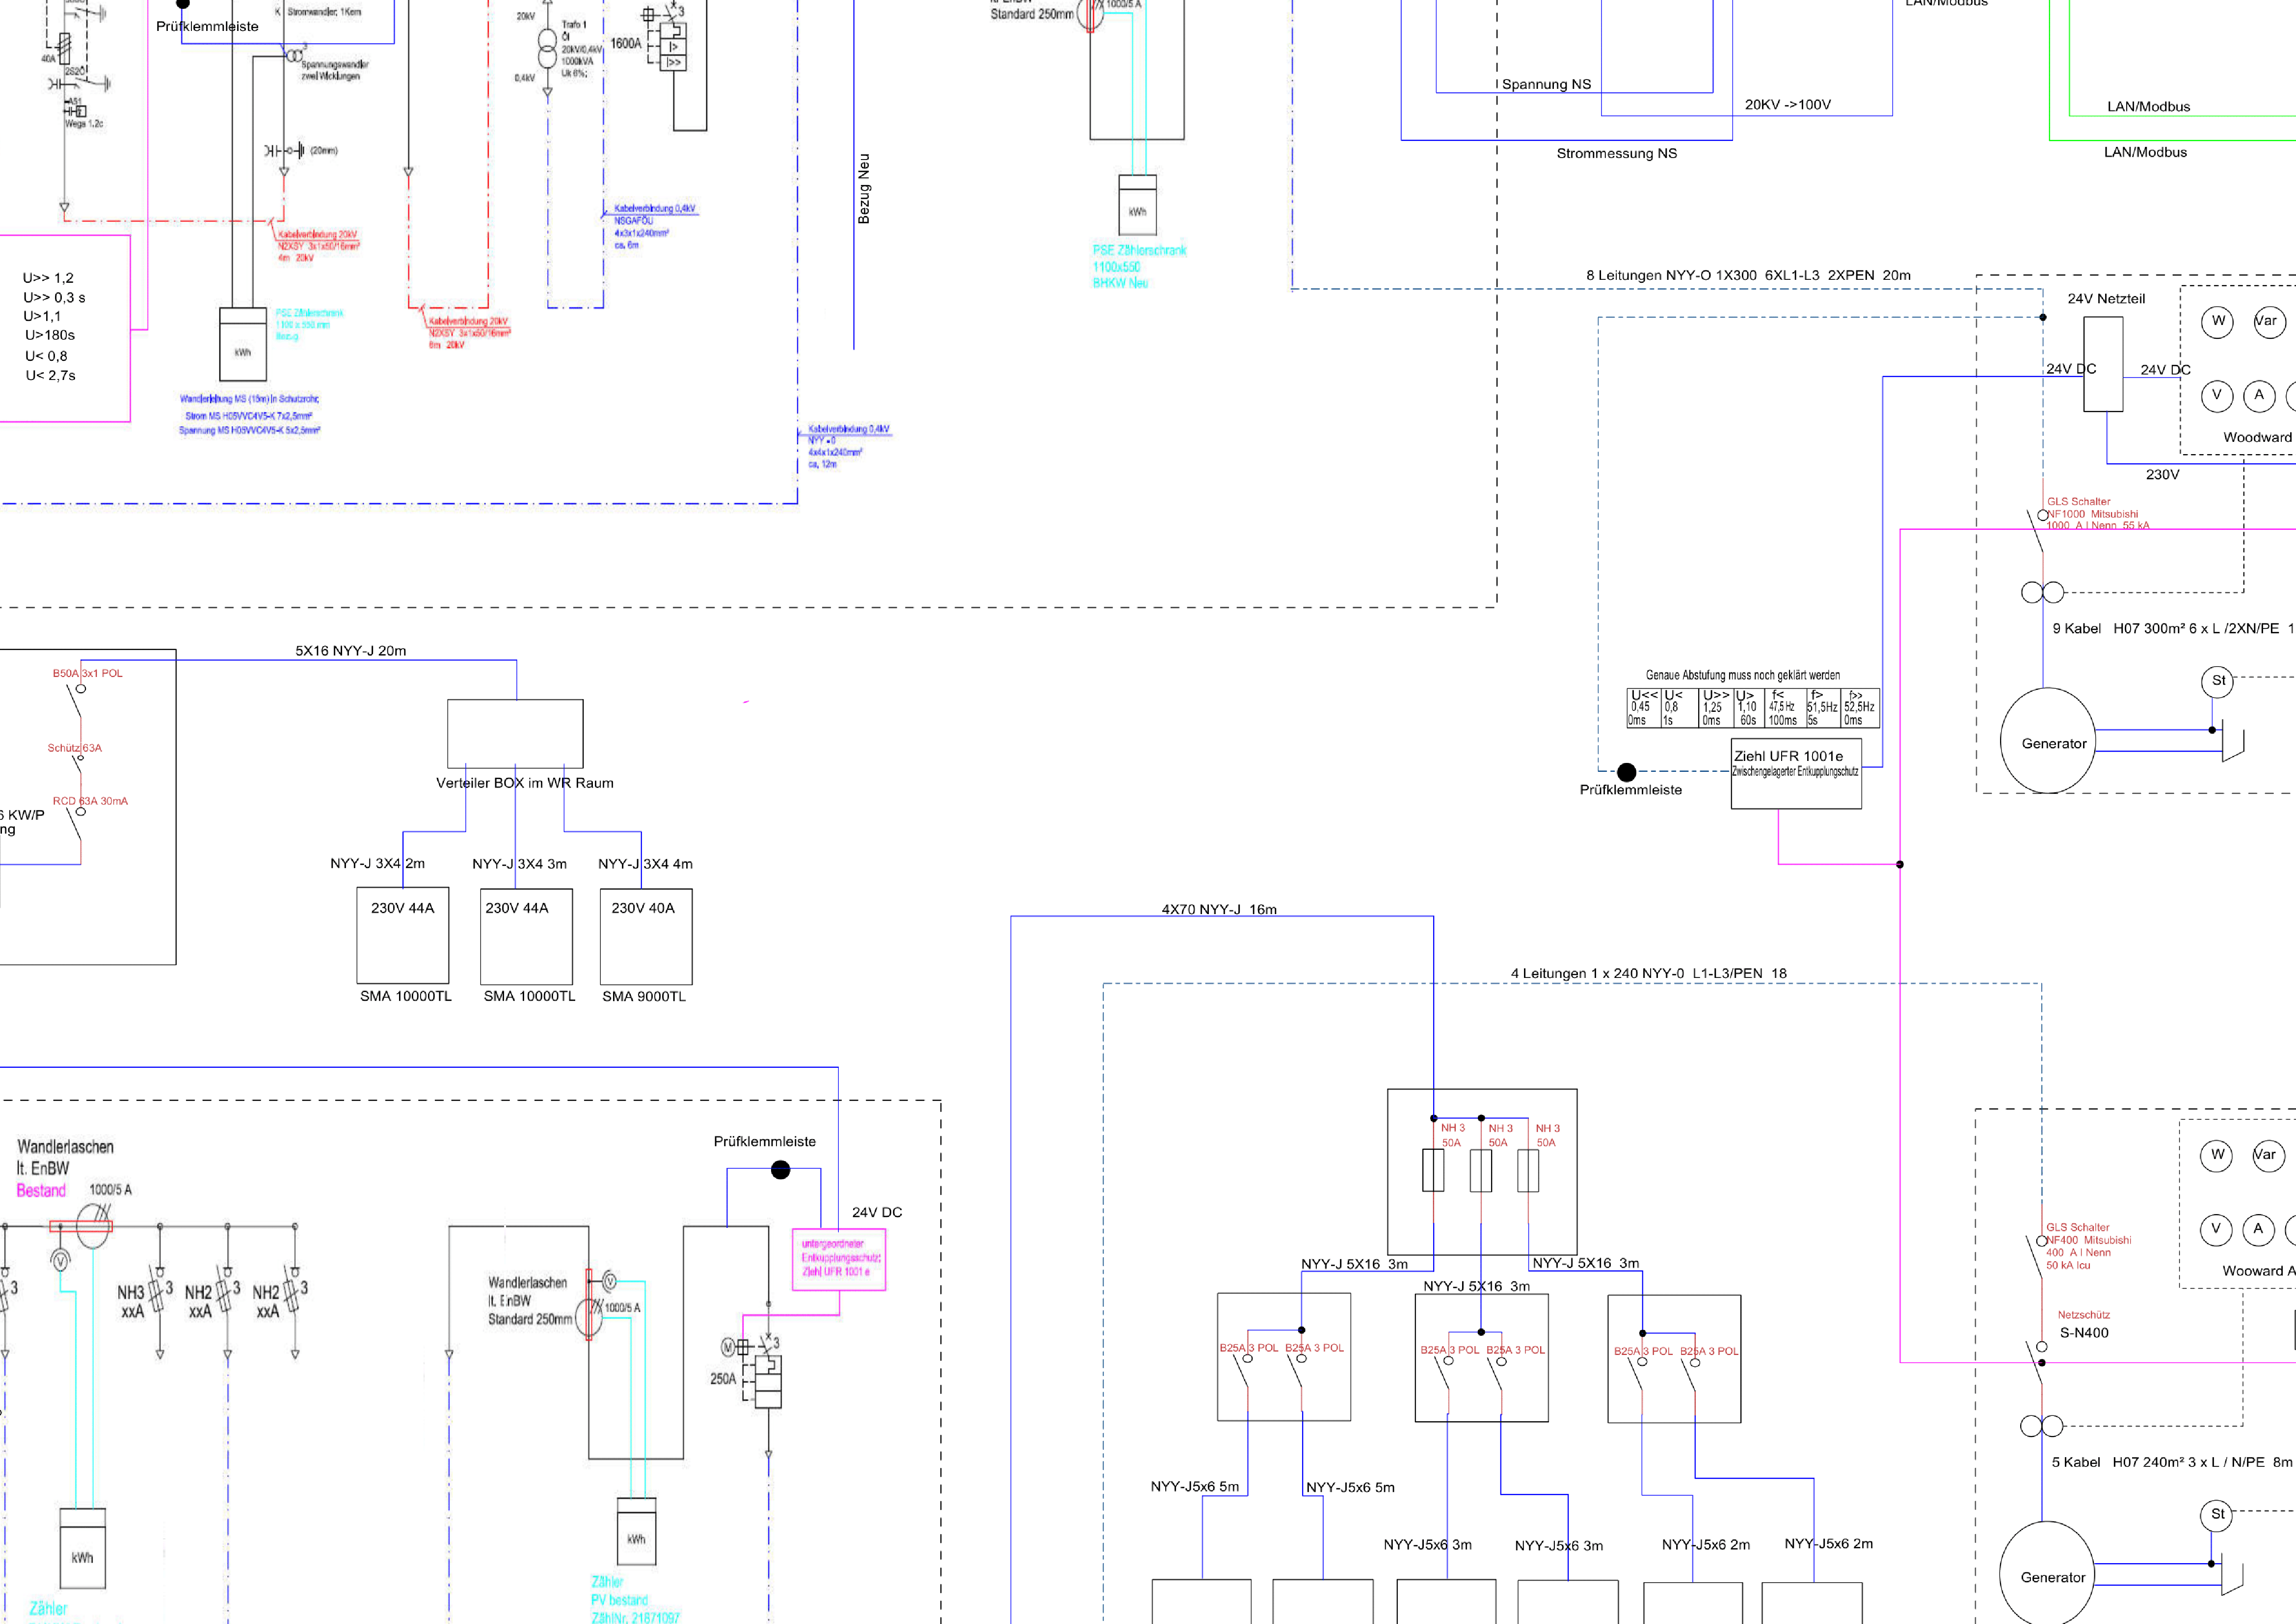 Prüfklemmleiste
K Stromwandler; 1Kern
40A
2S2C
Wega 1.2c
Spannungswandler
zwei Wicklungen
(20mm)
20kV
Trafo 1
Öl
20kV/0,4kV
1000kVA
Uk 6%;
0,4kV
1600A
3
I>
I>>
Standard 250mm
1000/5 A
Spannung NS
20KV ->100V
Strommessung NS
LAN/Modbus
LAN/Modbus
LAN/Modbus
Bezug Neu
Kabelverbindung 20kV
N2XSY 3x1x50/16mm²
4m 20kV
Kabelverbindung 0,4kV
NSGAFÖU
4x3x1x240mm²
ca. 6m
kWh
PSE Zählerschrank
1100x550
BHKW Neu
U>> 1,2
U>> 0,3 s
U>1,1
U>180s
U< 0,8
U< 2,7s
kWh
PSE Zählerschrank
1100 x 550 mm
Bezug
Kabelverbindung 20kV
N2XSY 3x1x50/16mm²
6m 20kV
Wandlerleitung MS (15m) in Schutzrohr;
Strom MS H05VVC4V5-K 7x2,5mm²
Spannung MS H05VVC4V5-K 5x2,5mm²
Kabelverbindung 0,4kV
NYY -0
4x4x1x240mm²
ca. 12m
8 Leitungen NYY-O 1X300 6XL1-L3 2XPEN 20m
24V Netzteil
W
Var
24V DC
24V DC
V
A
Woodward
230V
GLS Schalter
NF1000 Mitsubishi
1000 A I Nenn 55 kA
9 Kabel H07 300m² 6 x L /2XN/PE 1
St
Generator
Genaue Abstufung muss noch geklärt werden
U<< U< U>> U> f< f> f>>
0,45 0,8 1,25 1,10 47,5 Hz 51,5Hz 52,5Hz
0ms 1s 0ms 60s 100ms 5s 0ms
Ziehl UFR 1001e
Zwischengelagerter Entkupplungschutz
Prüfklemmleiste
5X16 NYY-J 20m
B50A 3x1 POL
Schütz 63A
RCD 63A 30mA
6 KW/P
ng
Verteiler BOX im WR Raum
NYY-J 3X4 2m
NYY-J 3X4 3m
NYY-J 3X4 4m
230V 44A
230V 44A
230V 40A
SMA 10000TL
SMA 10000TL
SMA 9000TL
4X70 NYY-J 16m
4 Leitungen 1 x 240 NYY-0 L1-L3/PEN 18
NH 3
50A
NH 3
50A
NH 3
50A
NYY-J 5X16 3m
NYY-J 5X16 3m
NYY-J 5X16 3m
B25A 3 POL
B25A 3 POL
B25A 3 POL
B25A 3 POL
B25A 3 POL
B25A 3 POL
NYY-J5x6 5m
NYY-J5x6 5m
NYY-J5x6 3m
NYY-J5x6 3m
NYY-J5x6 2m
NYY-J5x6 2m
Wandlerlaschen
lt. EnBW
Bestand
1000/5 A
V
3
NH3
xxA
3
NH2
xxA
3
NH2
xxA
3
kWh
Zähler
Prüfklemmleiste
24V DC
untergeordneter
Entkupplungsschutz;
Ziehl UFR 1001 e
Wandlerlaschen
lt. EnBW
Standard 250mm
V
1000/5 A
M
3
250A
kWh
Zähler
PV bestand
ZählNr. 21871097
W
Var
V
A
Wooward A
GLS Schalter
NF400 Mitsubishi
400 A I Nenn
50 kA Icu
Netzschütz
S-N400
5 Kabel H07 240m² 3 x L / N/PE 8m
St
Generator